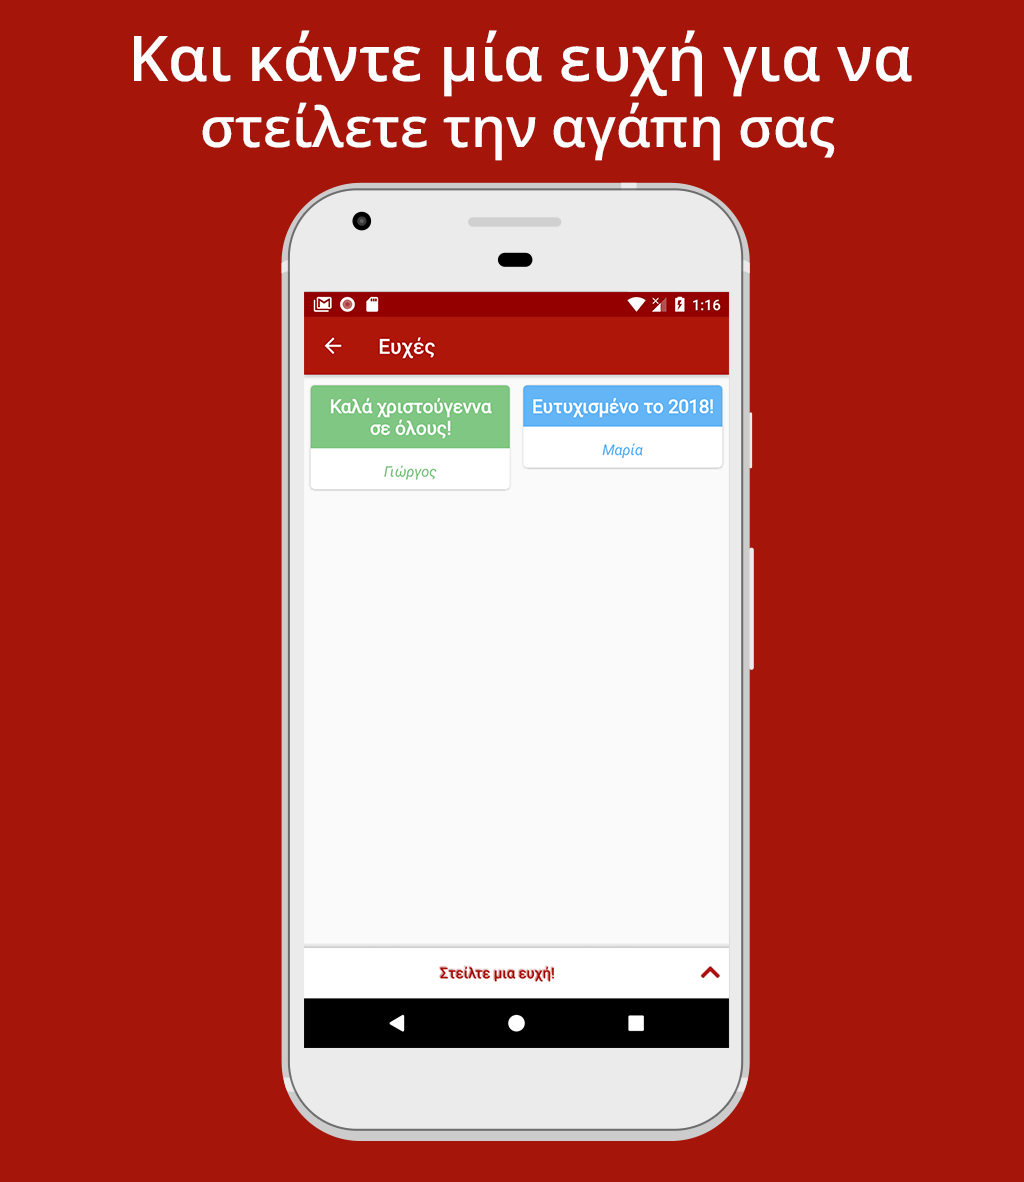 Και κάντε μία ευχή για να
στείλετε την αγάπη σας
1:16
Ευχές
Καλά χριστούγεννα
σε όλους!
Γιώργος
Ευτυχισμένο το 2018!
Μαρία
Στείλτε μια ευχή!